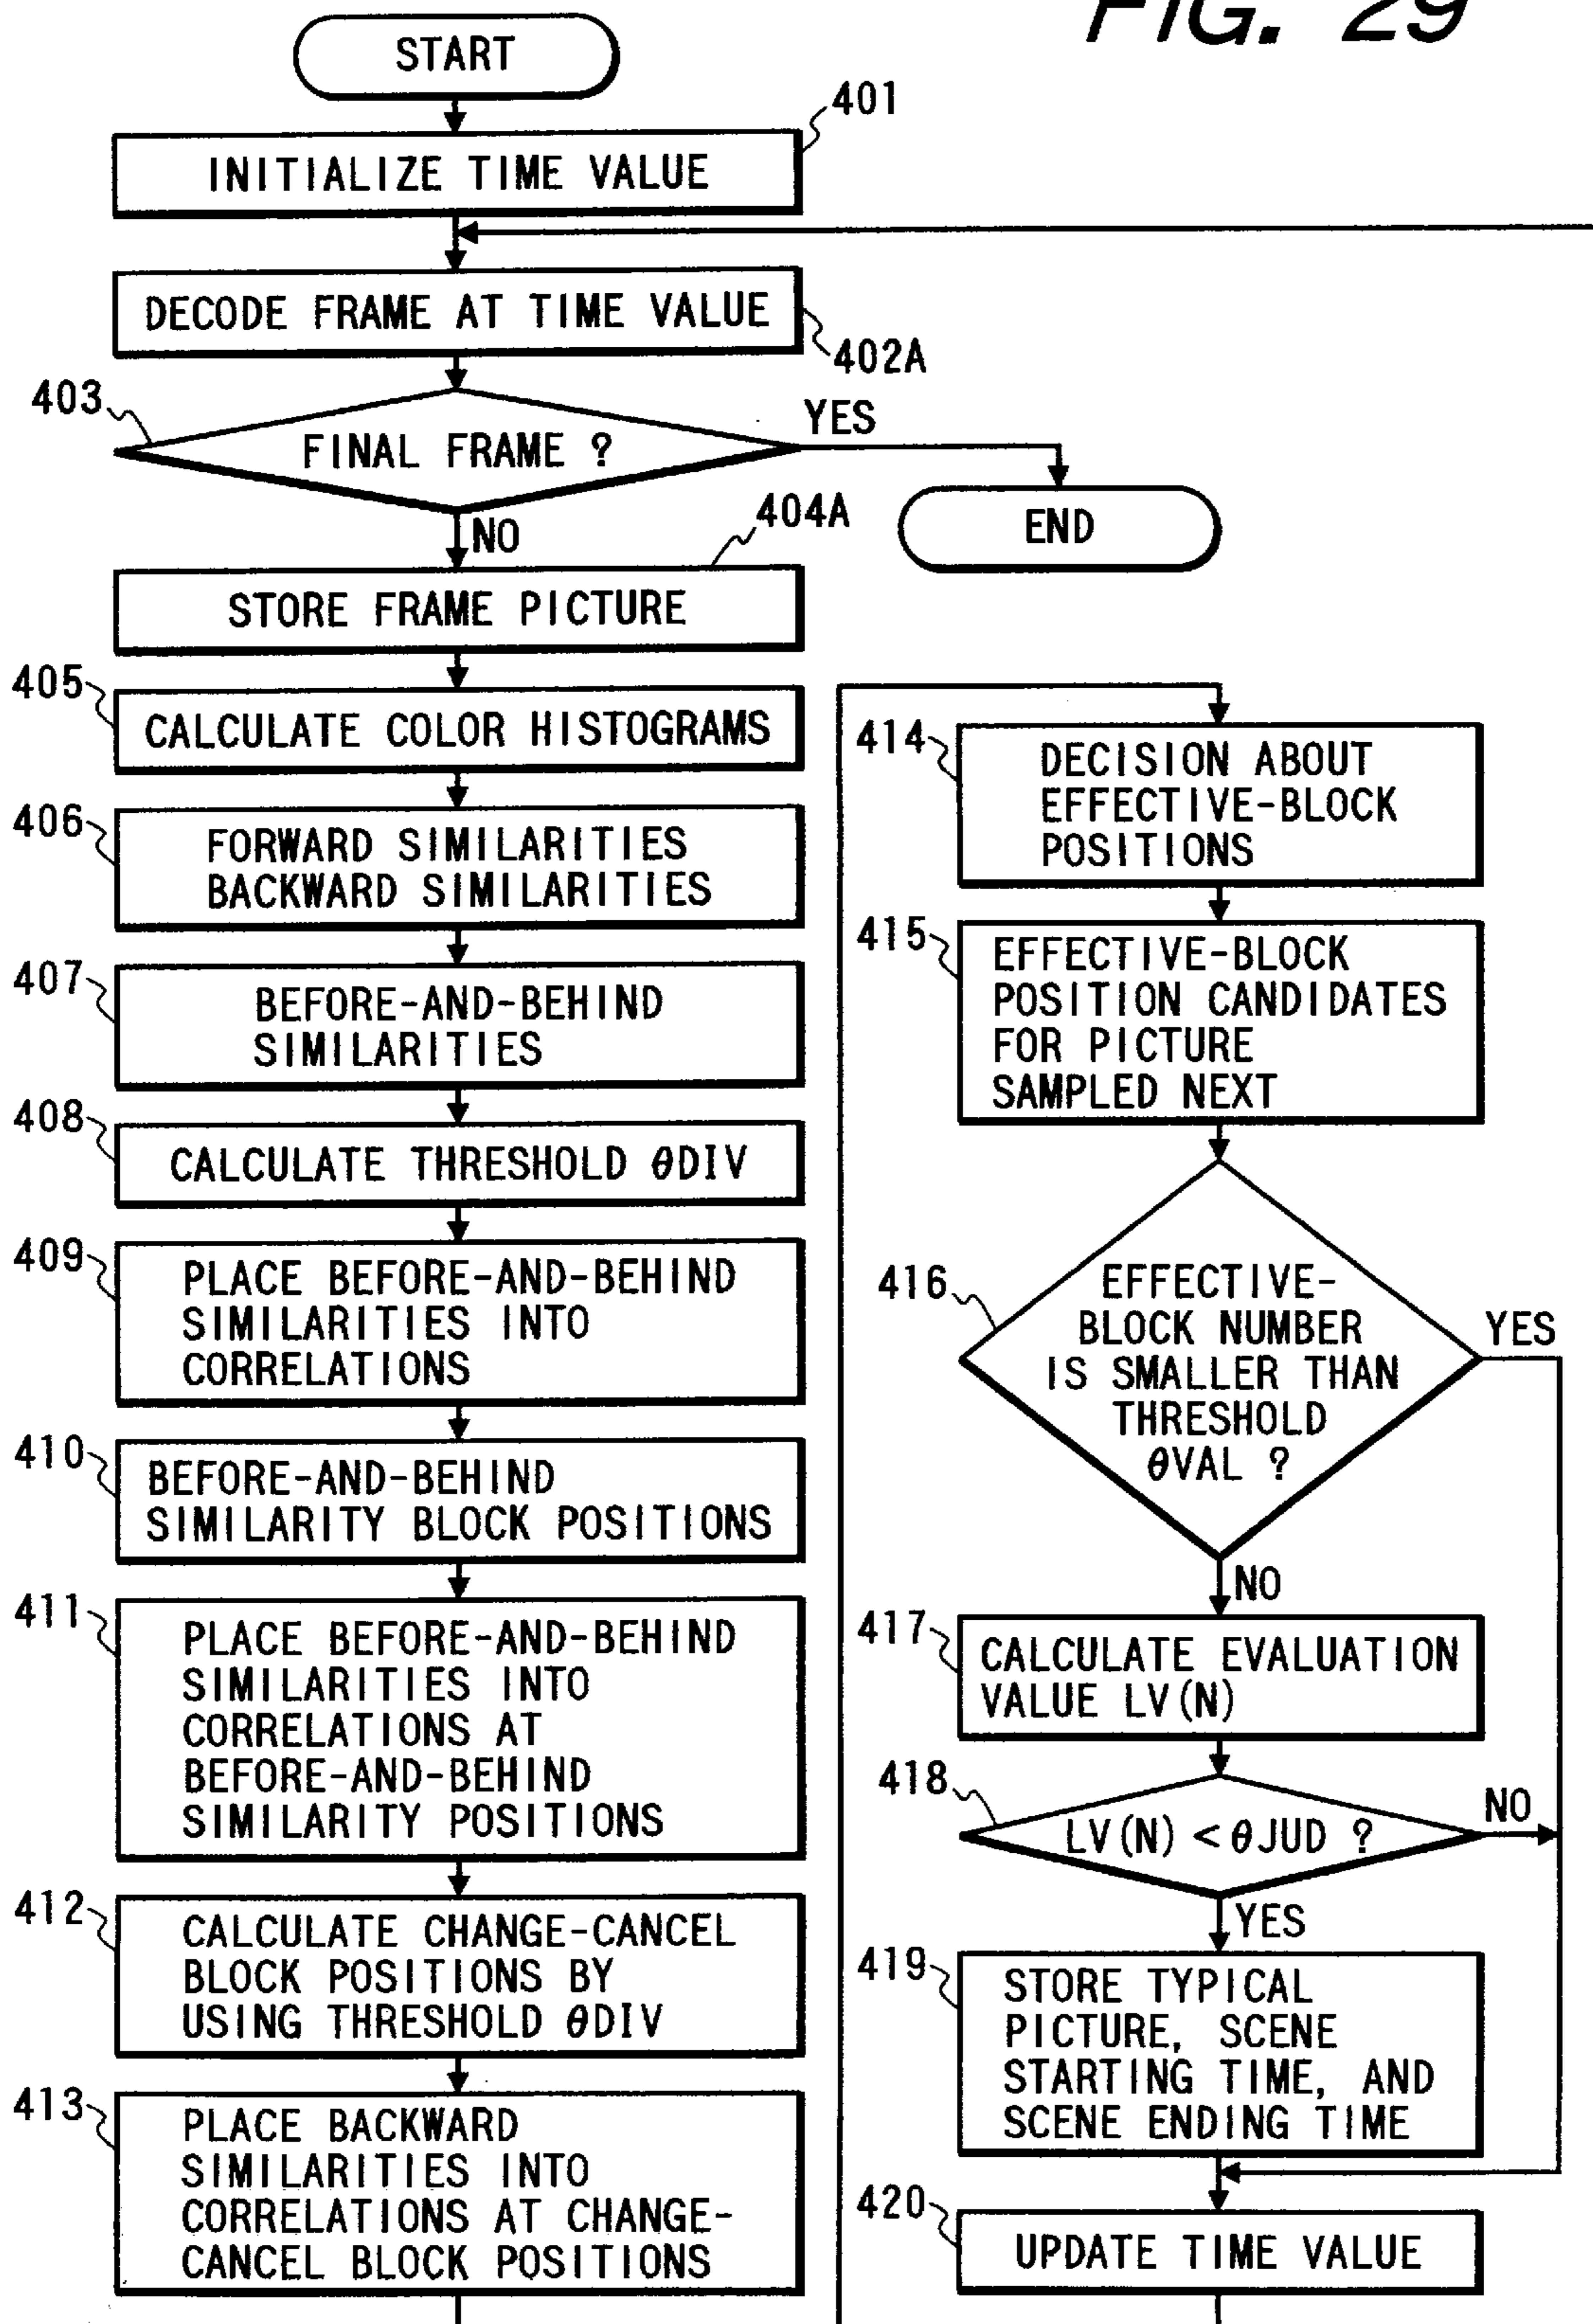 FIG. 29
START
401
INITIALIZE TIME VALUE
DECODE FRAME AT TIME VALUE
402A
403
FINAL FRAME ?
YES
END
NO
404A
STORE FRAME PICTURE
405
CALCULATE COLOR HISTOGRAMS
406
FORWARD SIMILARITIES
BACKWARD SIMILARITIES
407
BEFORE-AND-BEHIND
SIMILARITIES
408
CALCULATE THRESHOLD θDIV
409
PLACE BEFORE-AND-BEHIND
SIMILARITIES INTO
CORRELATIONS
410
BEFORE-AND-BEHIND
SIMILARITY BLOCK POSITIONS
411
PLACE BEFORE-AND-BEHIND
SIMILARITIES INTO
CORRELATIONS AT
BEFORE-AND-BEHIND
SIMILARITY POSITIONS
412
CALCULATE CHANGE-CANCEL
BLOCK POSITIONS BY
USING THRESHOLD θDIV
413
PLACE BACKWARD
SIMILARITIES INTO
CORRELATIONS AT CHANGE-
CANCEL BLOCK POSITIONS
414
DECISION ABOUT
EFFECTIVE-BLOCK
POSITIONS
415
EFFECTIVE-BLOCK
POSITION CANDIDATES
FOR PICTURE
SAMPLED NEXT
416
EFFECTIVE-
BLOCK NUMBER
IS SMALLER THAN
THRESHOLD
θVAL ?
YES
NO
417
CALCULATE EVALUATION
VALUE LV(N)
418
LV(N) < θJUD ?
NO
YES
419
STORE TYPICAL
PICTURE, SCENE
STARTING TIME, AND
SCENE ENDING TIME
420
UPDATE TIME VALUE